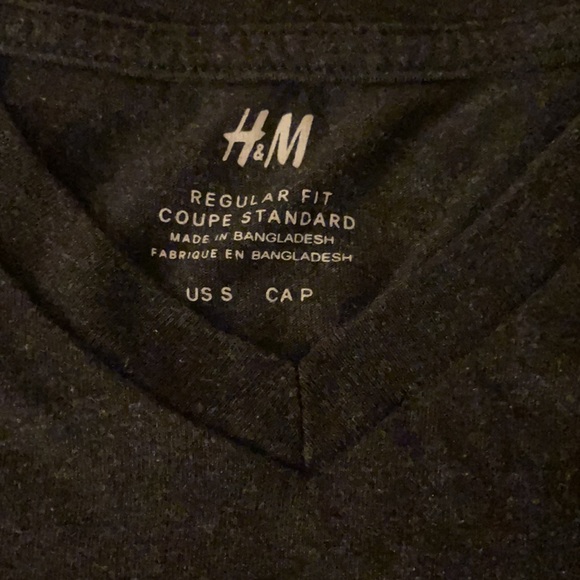 H&M
REGULAR FIT
COUPE STANDARD
MADE IN BANGLADESH
FABRIQUE EN BANGLADESH
US S CA P